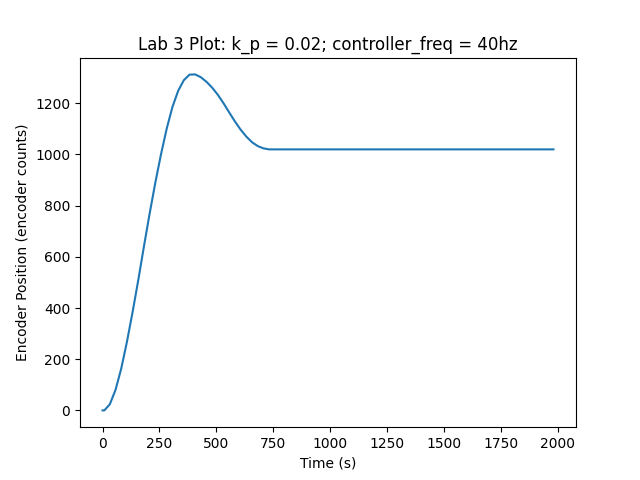 Lab 3 Plot: k_p = 0.02; controller_freq = 40hz
Encoder Position (encoder counts)
1200
1000
800
600
400
200
0
0 250 500 750 1000 1250 1500 1750 2000
Time (s)